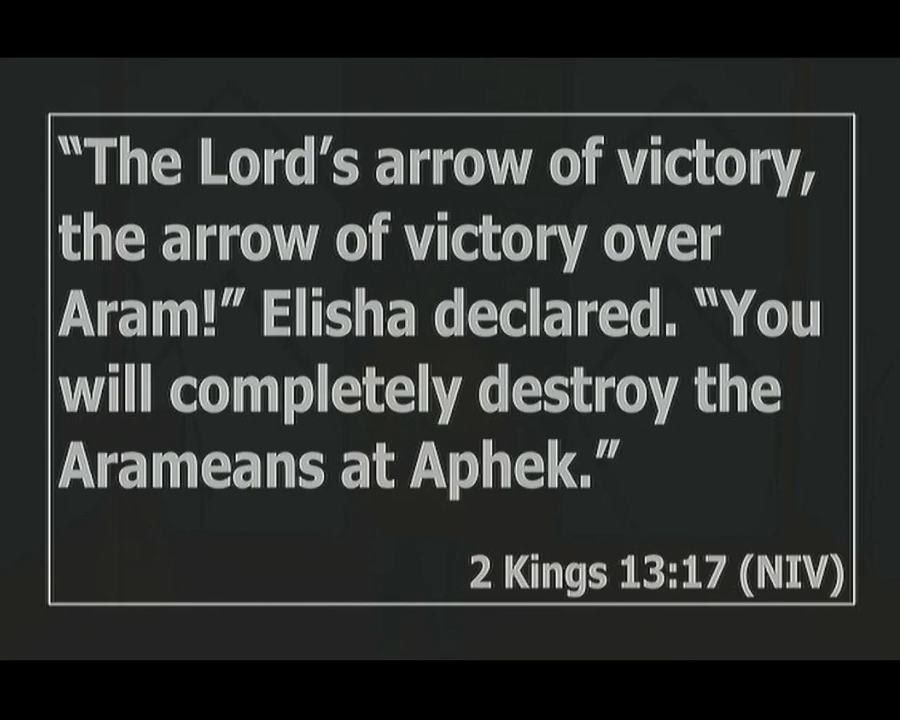 “The Lord’s arrow of victory,
the arrow of victory over
Aram!” Elisha declared. “You
will completely destroy the
Arameans at Aphek.”
2 Kings 13:17 (NIV)